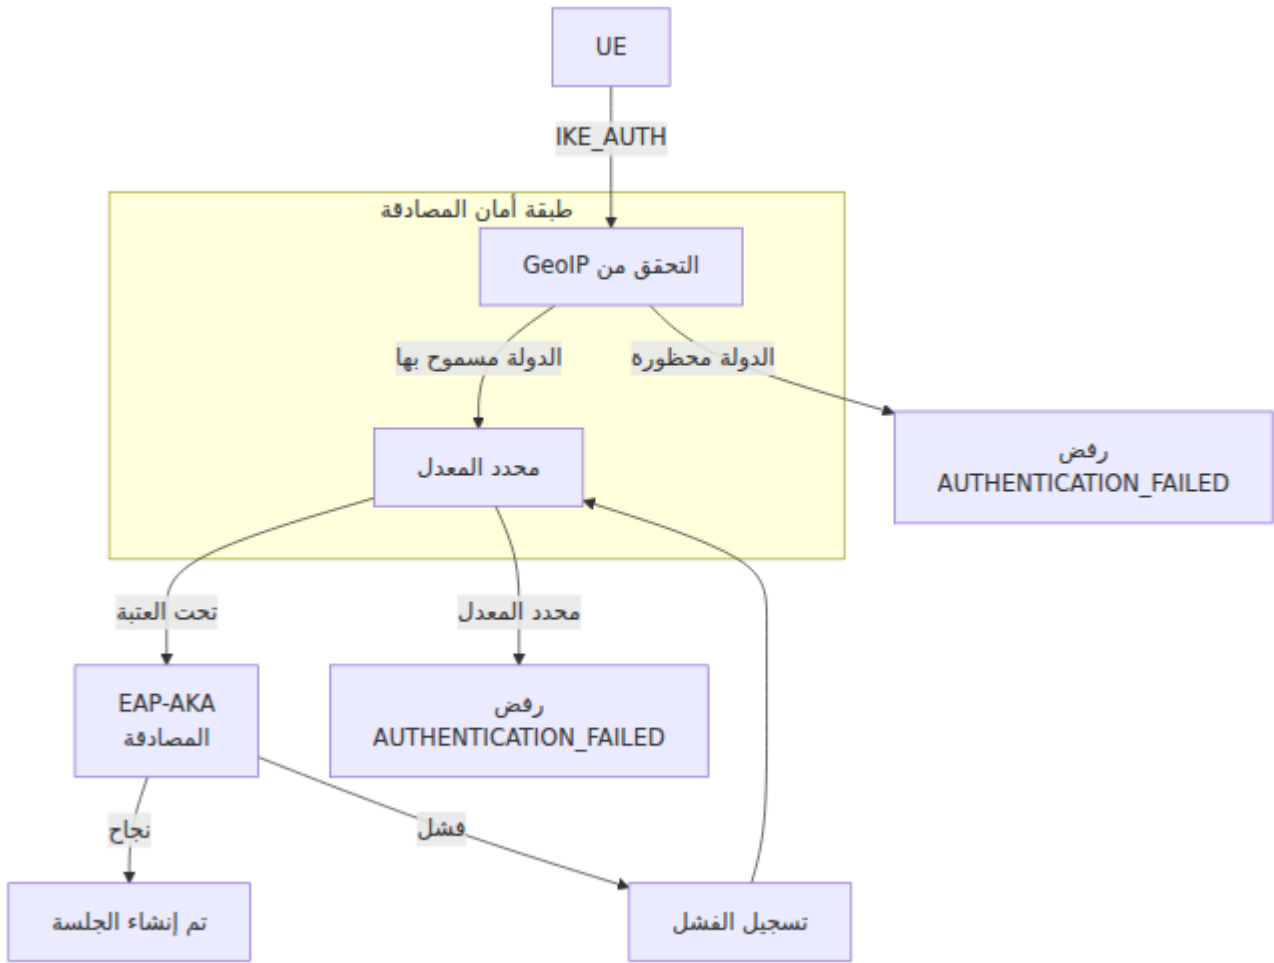 UE
IKE_AUTH
طبقة أمان المصادقة
التحقق من GeoIP
الدولة مسموح بها
الدولة محظورة
محدد المعدل
رفض
AUTHENTICATION_FAILED
تحت العتبة
محدد المعدل
EAP-AKA
المصادقة
رفض
AUTHENTICATION_FAILED
نجاح
فشل
تم إنشاء الجلسة
تسجيل الفشل